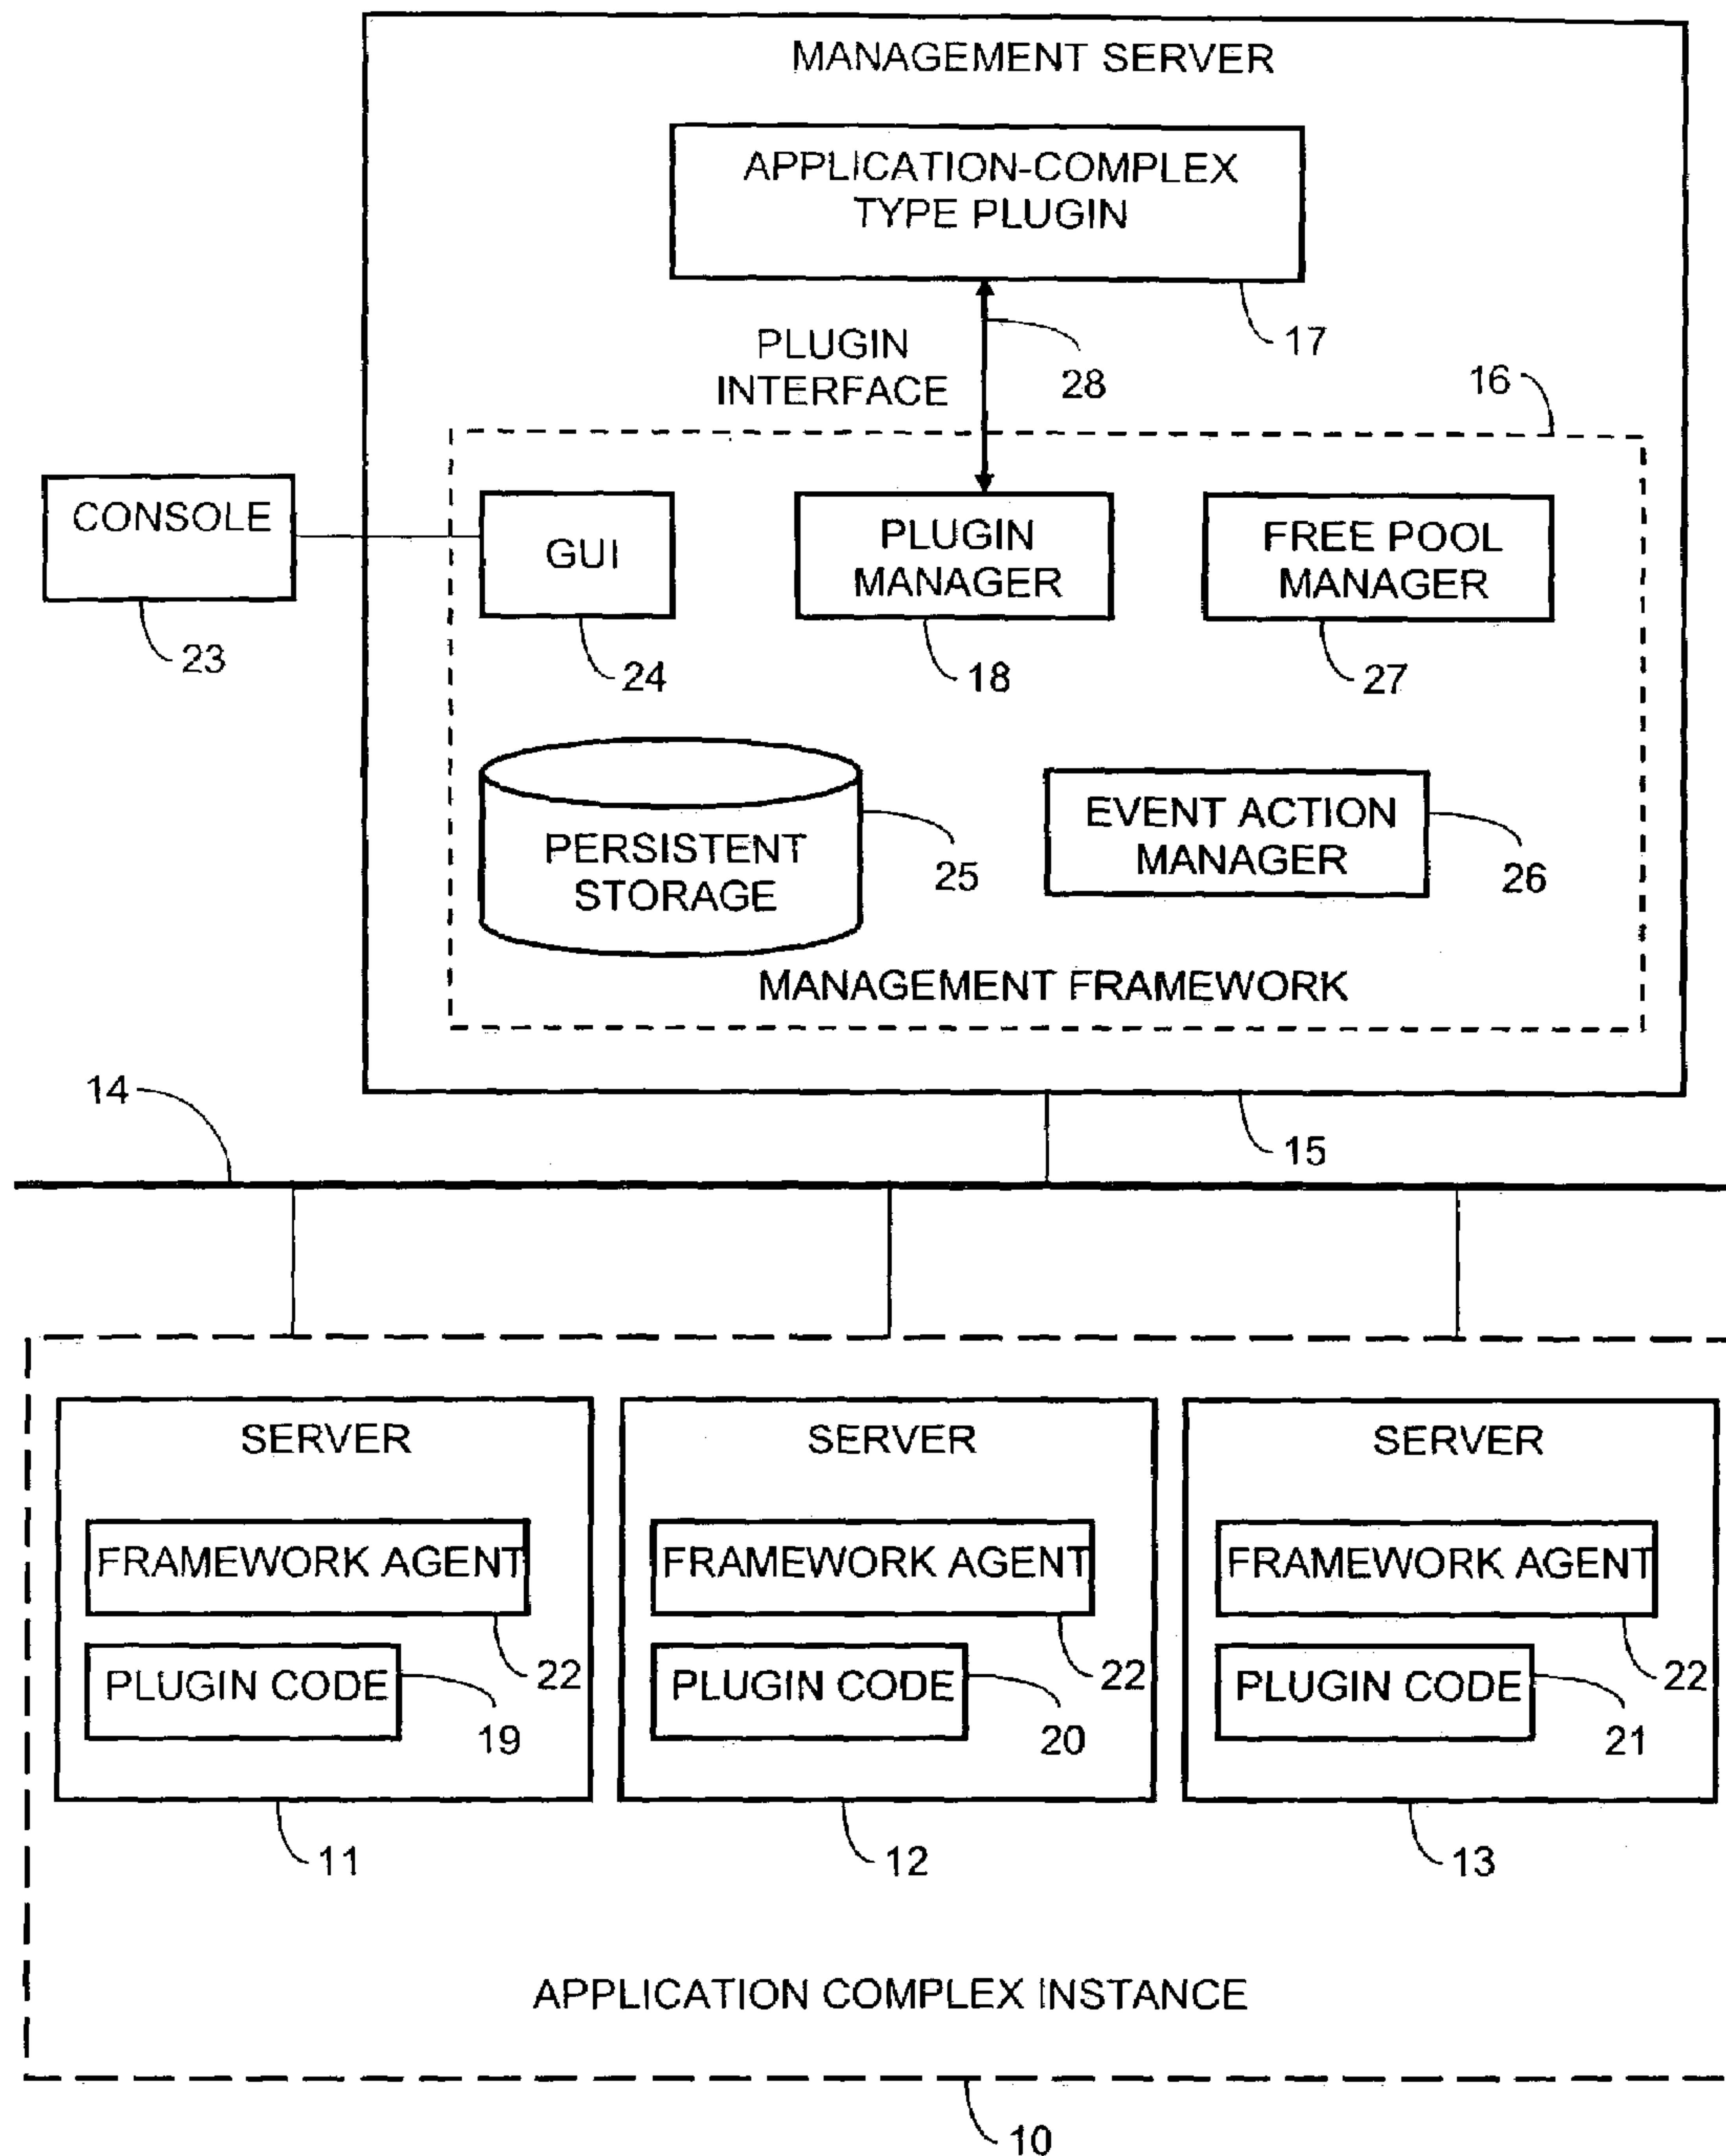 MANAGEMENT SERVER
APPLICATION-COMPLEX
TYPE PLUGIN
17
PLUGIN
INTERFACE
28
16
CONSOLE
23
GUI
24
PLUGIN
MANAGER
18
FREE POOL
MANAGER
27
PERSISTENT
STORAGE
25
EVENT ACTION
MANAGER
26
MANAGEMENT FRAMEWORK
14
15
SERVER
FRAMEWORK AGENT
22
PLUGIN CODE
19
11
SERVER
FRAMEWORK AGENT
22
PLUGIN CODE
20
12
SERVER
FRAMEWORK AGENT
22
PLUGIN CODE
21
13
APPLICATION COMPLEX INSTANCE
10